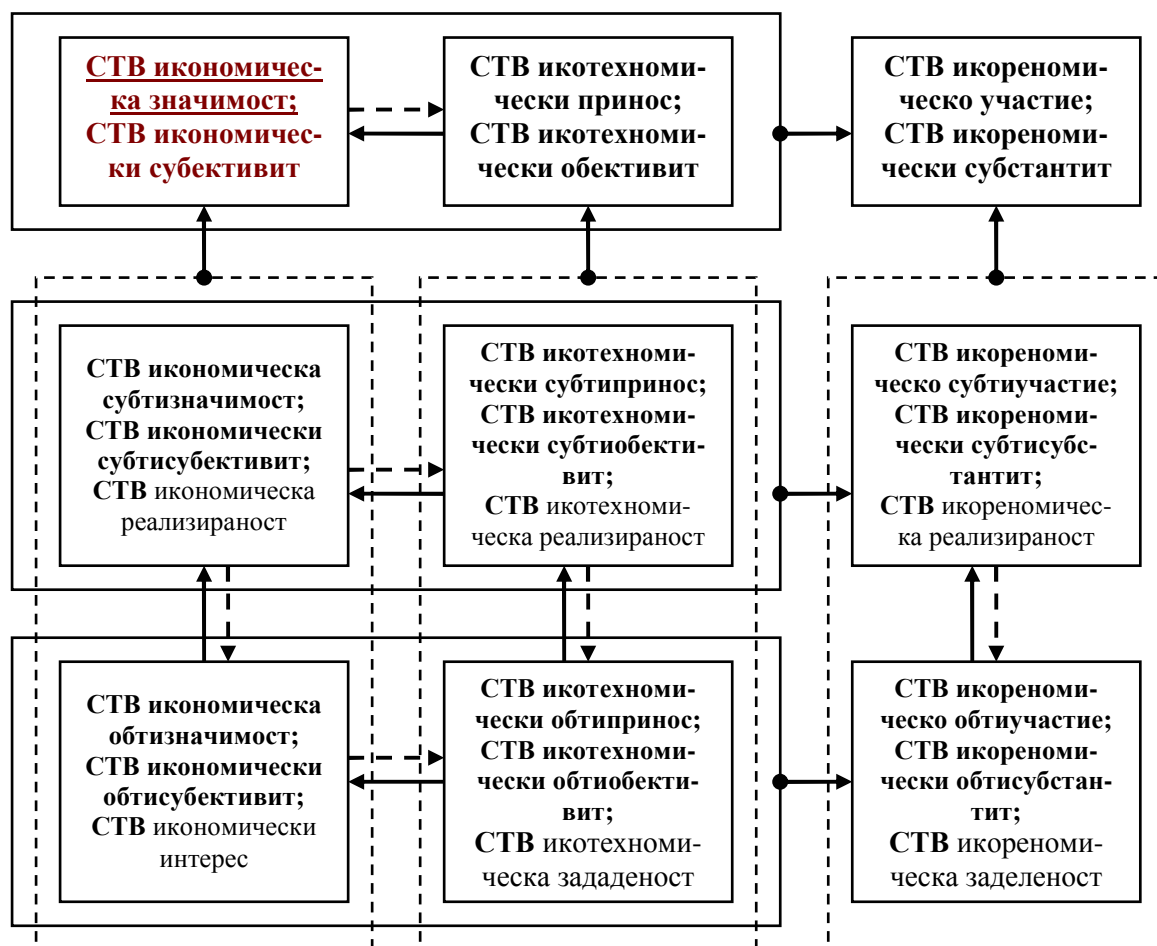 СТВ икономичес-
ка значимост;
СТВ икономичес-
ки субективит
СТВ икотехноми-
чески принос;
СТВ икотехноми-
чески обективит
СТВ икореноми-
ческо участие;
СТВ икореноми-
чески субстантит
СТВ икономическа
субтизначимост;
СТВ икономически
субтисубективит;
СТВ икономическа
реализираност
СТВ икотехноми-
чески субтипринос;
СТВ икотехноми-
чески субтиобекти-
вит;
СТВ икотехноми-
ческа реализираност
СТВ икореноми-
ческо субтиучастие;
СТВ икореноми-
чески субтисубс-
тантит;
СТВ икореномичес-
ка реализираност
СТВ икономическа
обтизначимост;
СТВ икономически
обтисубективит;
СТВ икономически
интерес
СТВ икотехноми-
чески обтипринос;
СТВ икотехноми-
чески обтиобекти-
вит;
СТВ икотехноми-
ческа зададеност
СТВ икореноми-
ческо обтиучастие;
СТВ икореноми-
чески обтисубстан-
тит;
СТВ икореноми-
ческа заделеност